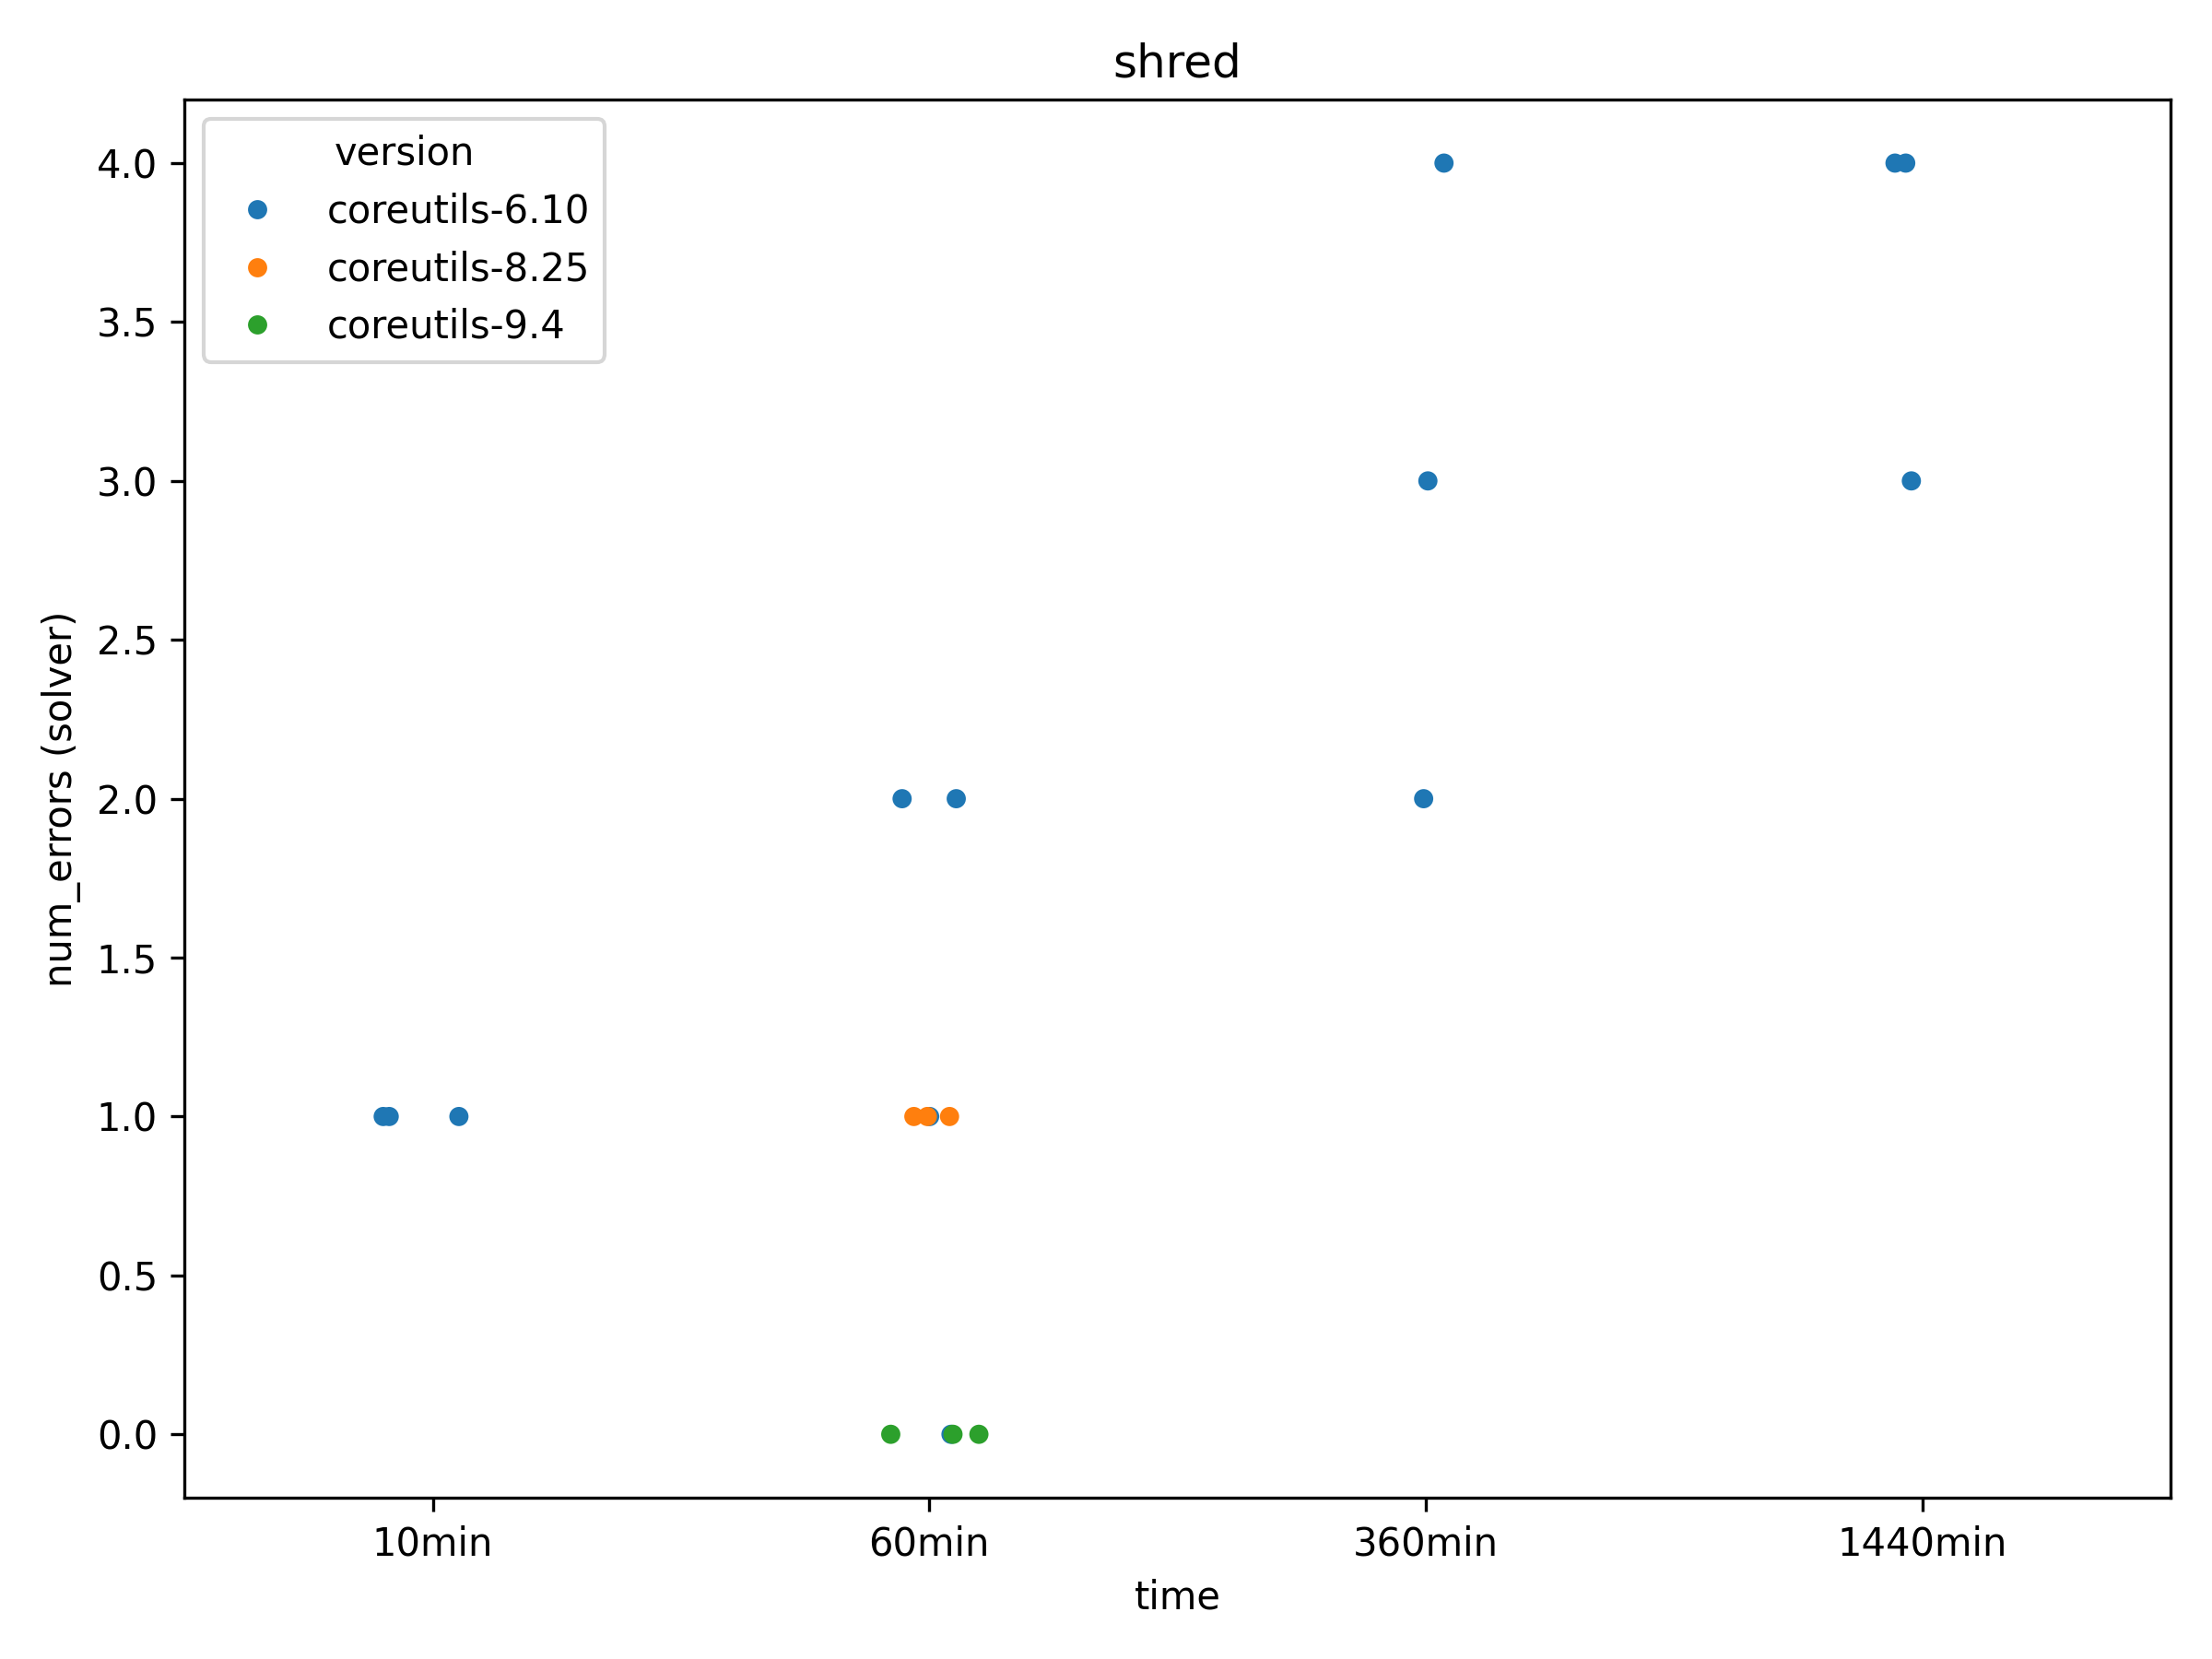 shred
version
coreutils-6.10
coreutils-8.25
coreutils-9.4
4.0
3.5
3.0
2.5
2.0
1.5
1.0
0.5
0.0
num_errors (solver)
10min 60min 360min 1440min
time